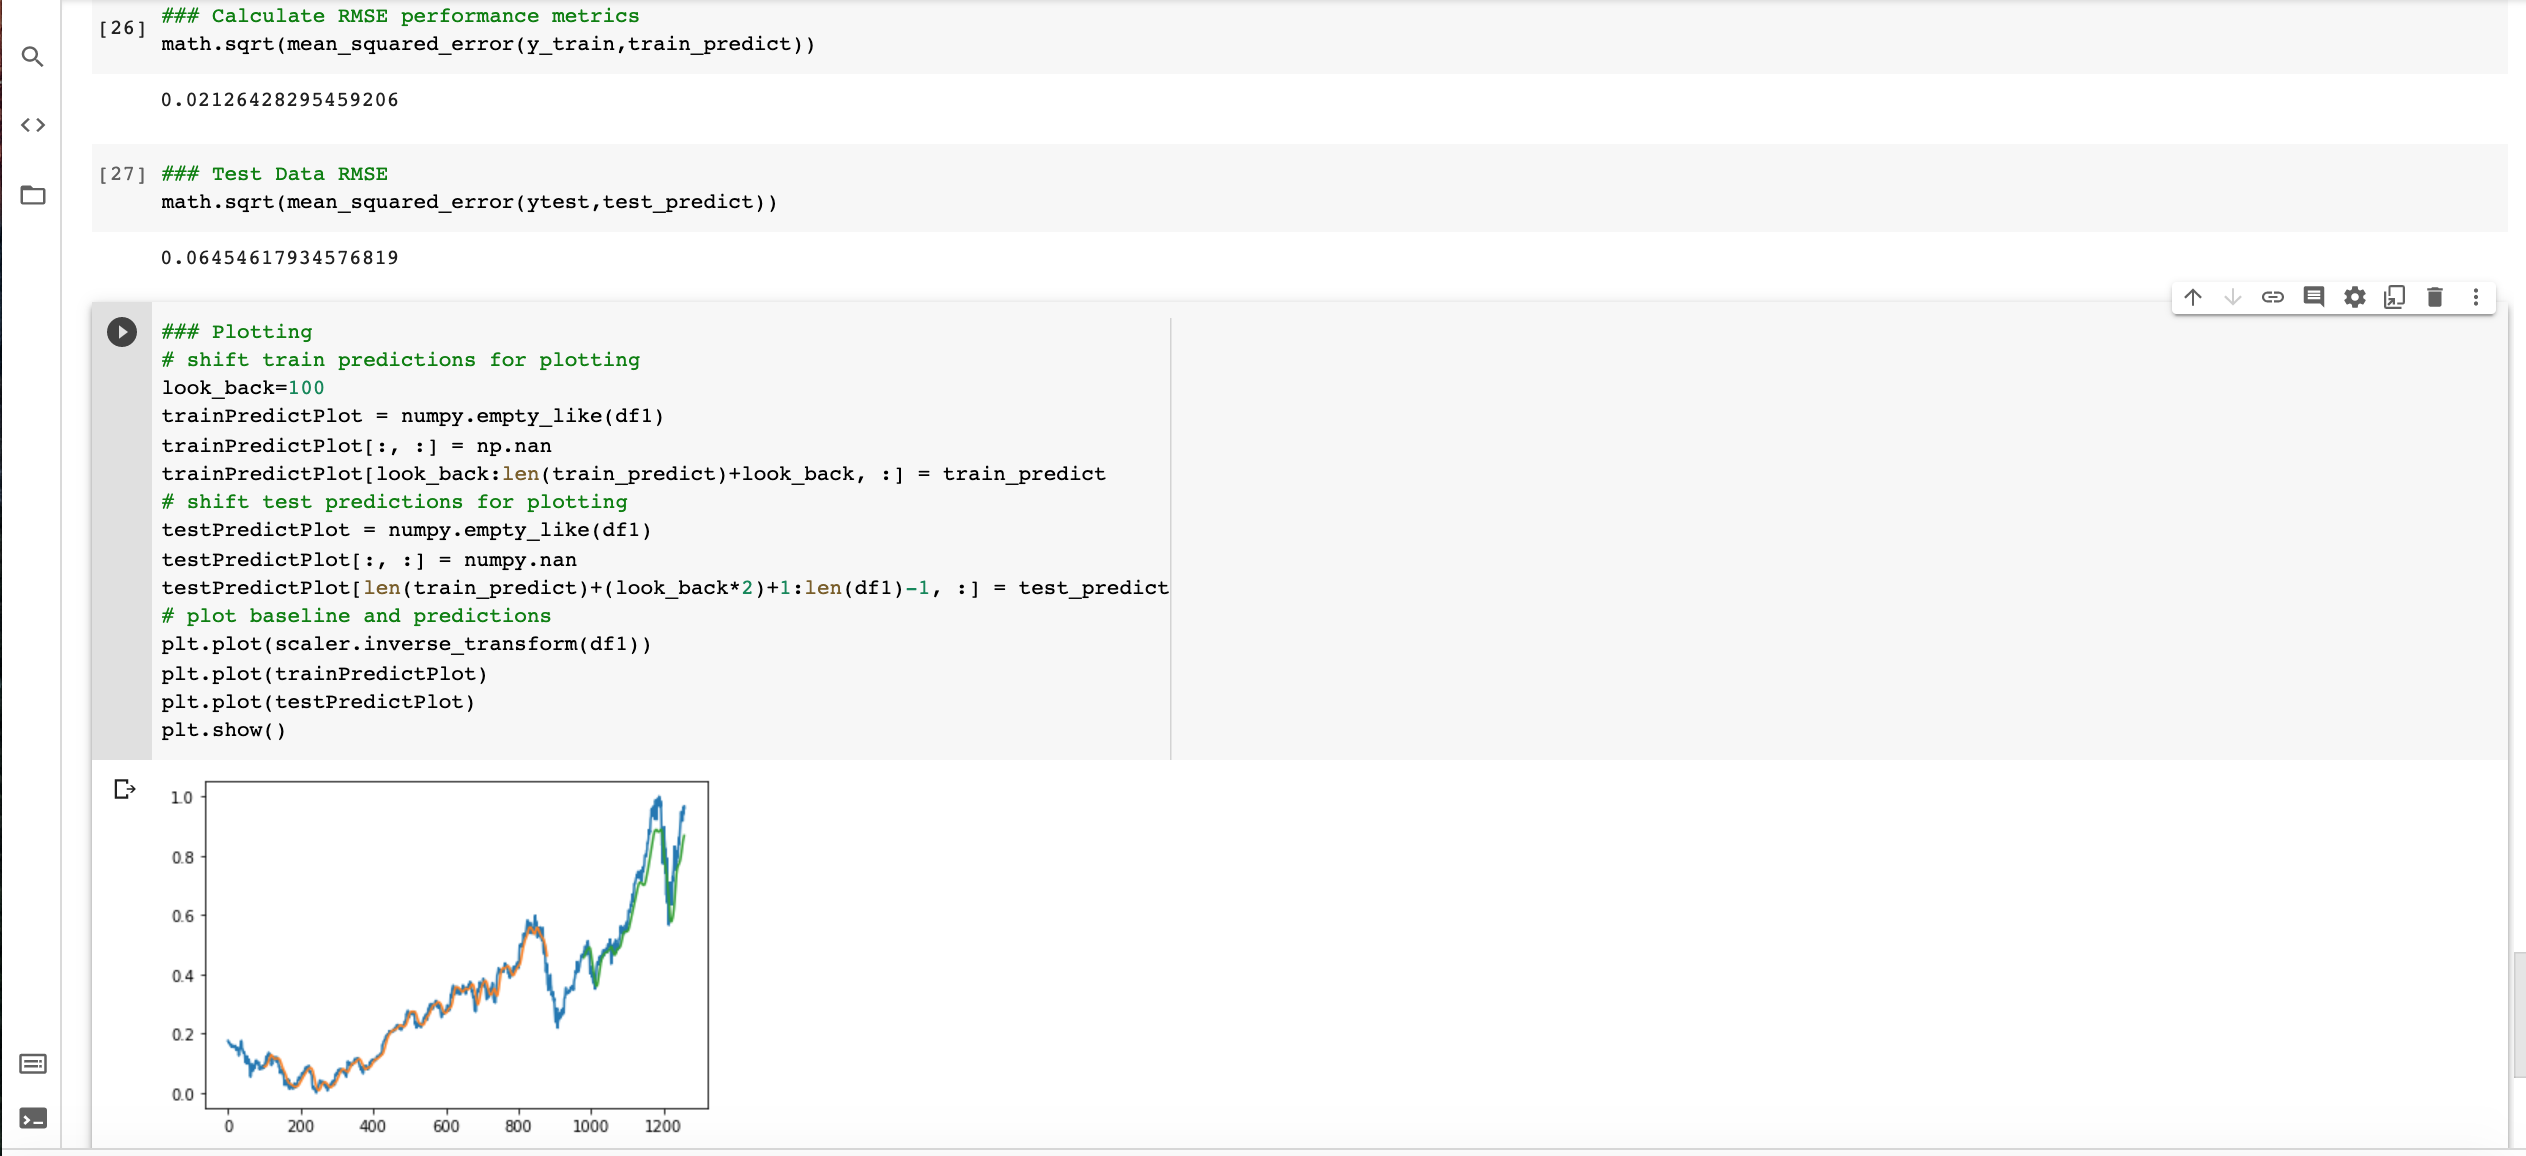 ### Calculate RMSE performance metrics
[26]
math.sqrt(mean_squared_error(y_train,train_predict))
0.02126428295459206
[27] ### Test Data RMSE
math.sqrt(mean_squared_error(ytest,test_predict))
0.06454617934576819
### Plotting
# shift train predictions for plotting
look_back=100
trainPredictPlot = numpy.empty_like(df1)
trainPredictPlot[:, :] = np.nan
trainPredictPlot[look_back:len(train_predict)+look_back, :] = train_predict
# shift test predictions for plotting
testPredictPlot = numpy.empty_like(df1)
testPredictPlot[:, :] = numpy.nan
testPredictPlot[len(train_predict)+(look_back*2)+1:len(df1)-1, :] = test_predict
# plot baseline and predictions
plt.plot(scaler.inverse_transform(df1))
plt.plot(trainPredictPlot)
plt.plot(testPredictPlot)
plt.show()
1.0
0.8
0.6
0.4
0.2
0.0
0 200 400 600 800 1000 1200